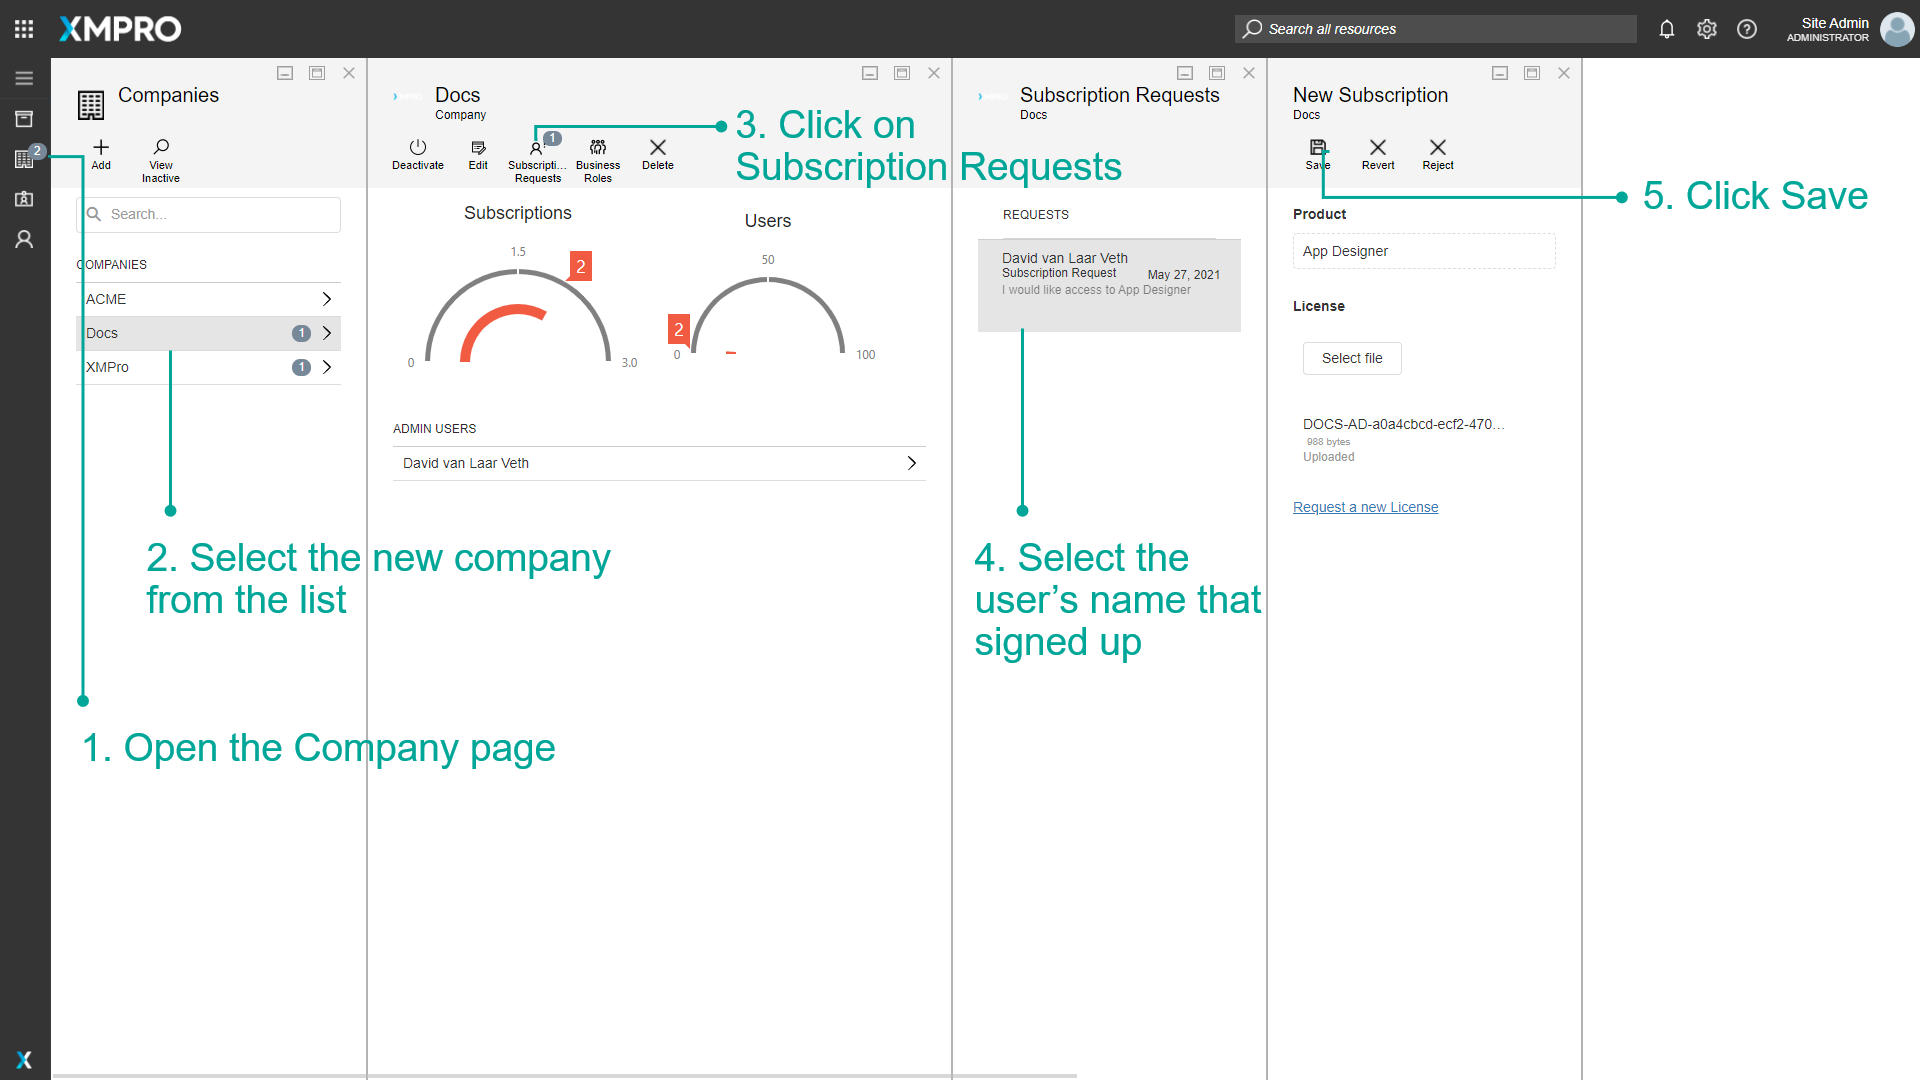 XMPRO
Search all resources
Site Admin
ADMINISTRATOR
2
Companies
Add
View
Inactive
Search...
COMPANIES
ACME
Docs
1
XMPro
1
Docs
Company
Deactivate
Edit
1
Subscripti...
Requests
Business
Roles
Delete
3. Click on
Subscription Requests
Subscriptions
1.5
2
0
3.0
Users
50
2
0
100
ADMIN USERS
David van Laar Veth
Subscription Requests
Docs
REQUESTS
David van Laar Veth
Subscription Request
May 27, 2021
I would like access to App Designer
New Subscription
Docs
Save
Revert
Reject
5. Click Save
Product
App Designer
License
Select file
DOCS-AD-a0a4cbcd-ecf2-470...
988 bytes
Uploaded
Request a new License
2. Select the new company
from the list
4. Select the
user’s name that
signed up
1. Open the Company page